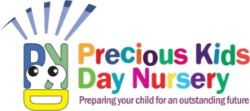 Precious Kids
Day Nursery
Preparing your child for an outstanding future